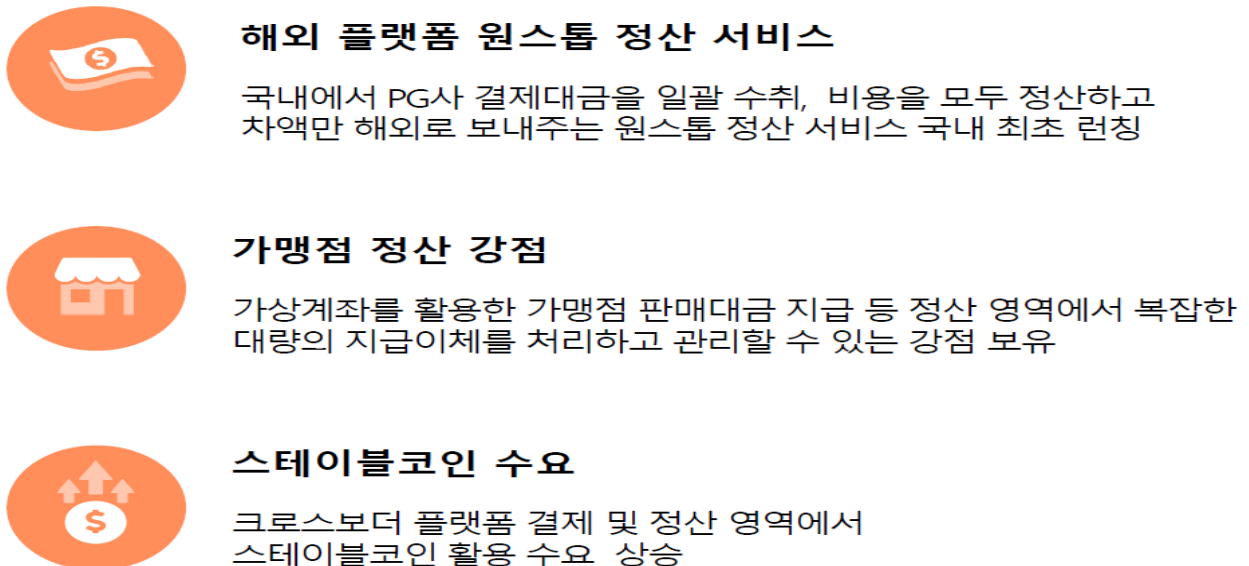 해외 플랫폼 원스톱 정산 서비스
국내에서 PG사 결제대금을 일괄 수취, 비용을 모두 정산하고
차액만 해외로 보내주는 원스톱 정산 서비스 국내 최초 런칭
가맹점 정산 강점
가상계좌를 활용한 가맹점 판매대금 지급 등 정산 영역에서 복잡한
대량의 지급이체를 처리하고 관리할 수 있는 강점 보유
스테이블코인 수요
크로스보더 플랫폼 결제 및 정산 영역에서
스테이블코인 활용 수요 상승